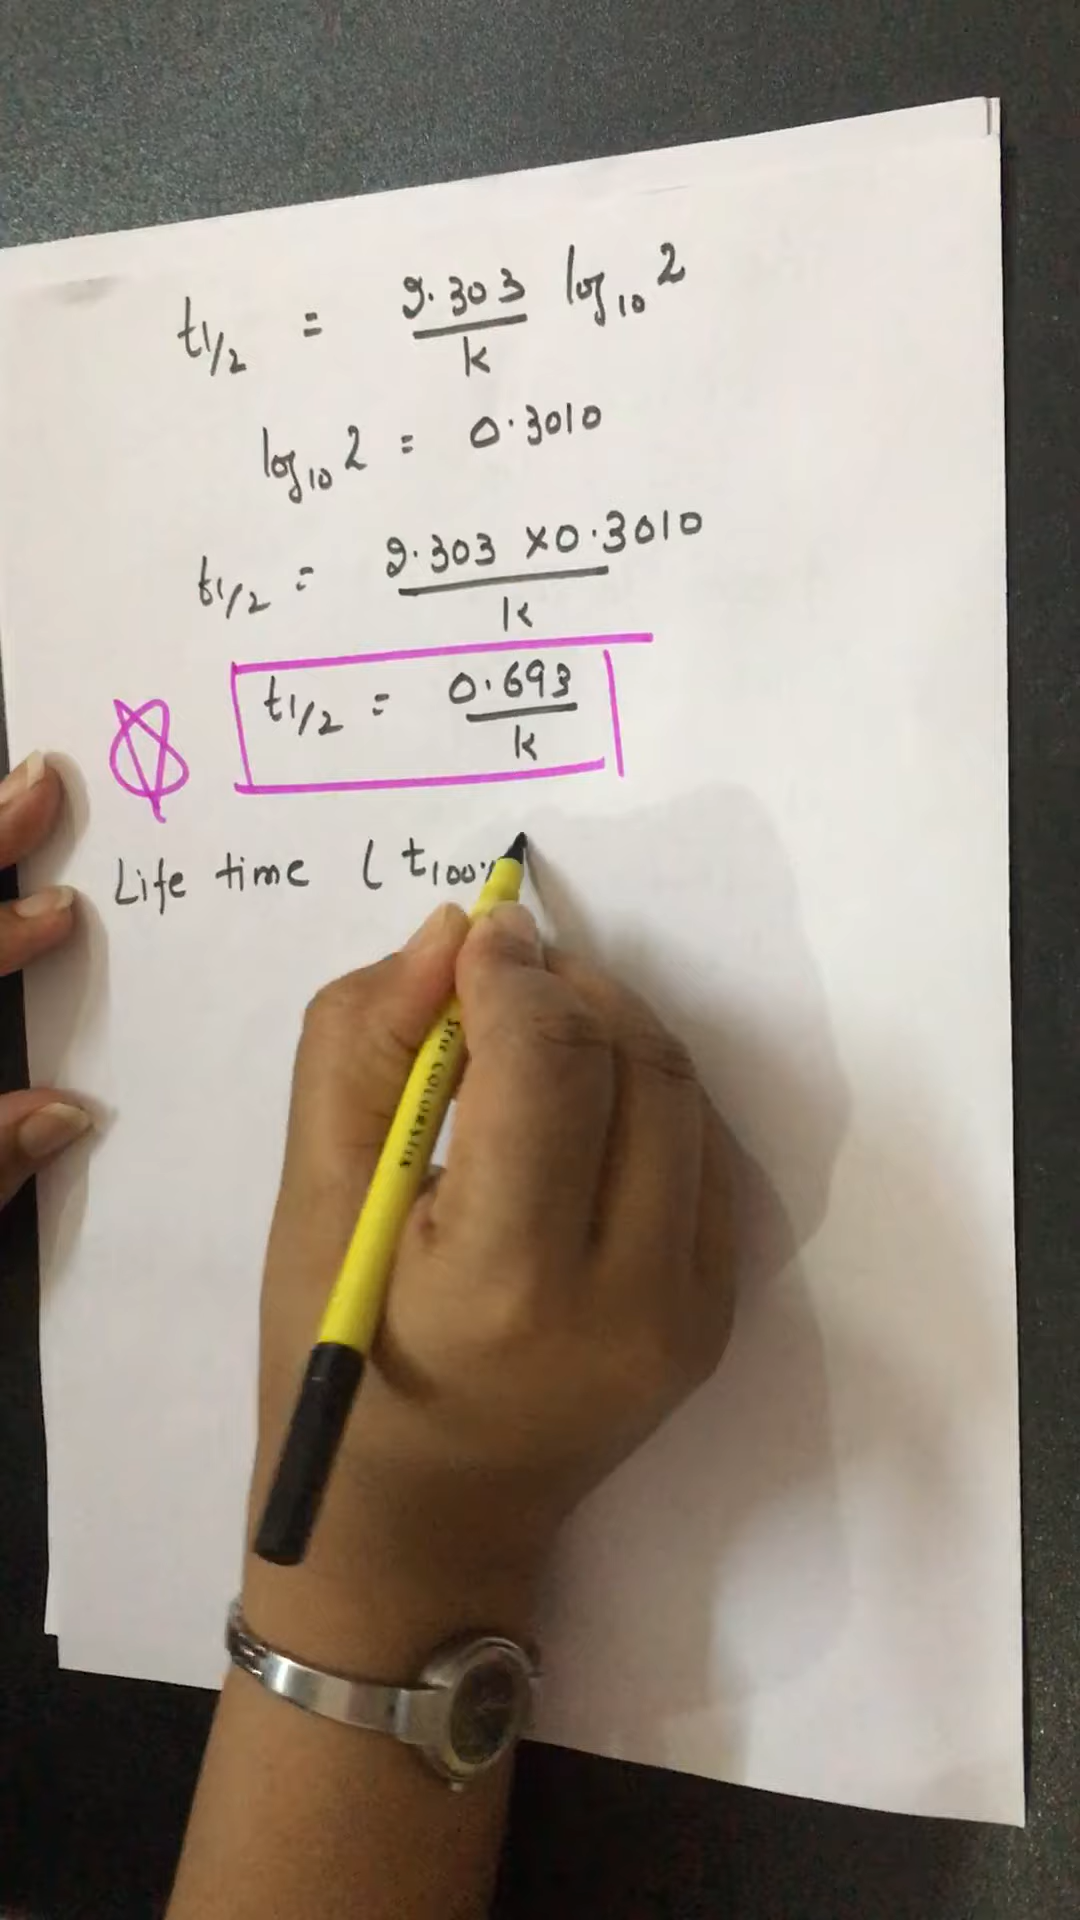 t1/2 = 2.303/k log10 2
log10 2 = 0.3010
t1/2 = 2.303 x 0.3010/k
t1/2 = 0.693/k
Life time ( t100%